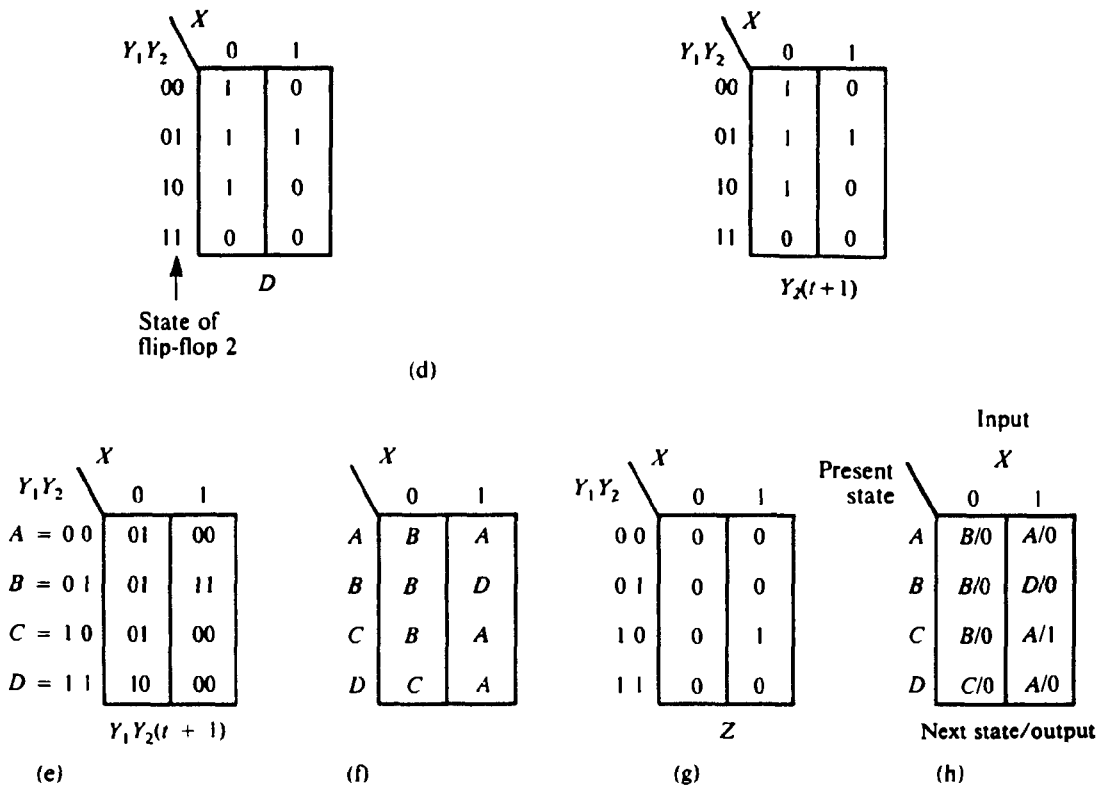 X X
Y₁Y₂ 0 1 Y₁Y₂ 0 1
00 1 0 00 1 0
01 1 1 01 1 1
10 1 0 10 1 0
11 0 0 11 0 0
D Y₂(t+1)
State of
flip-flop 2
(d)
Input
X X X Present X
Y₁Y₂ 0 1 0 1 Y₁Y₂ 0 1 state 0 1
A = 0 0 01 00 A B A 0 0 0 0 A B/0 A/0
B = 0 1 01 11 B B D 0 1 0 0 B B/0 D/0
C = 1 0 01 00 C B A 1 0 0 1 C B/0 A/1
D = 1 1 10 00 D C A 1 1 0 0 D C/0 A/0
Y₁Y₂(t + 1) Z Next state/output
(e) (f) (g) (h)